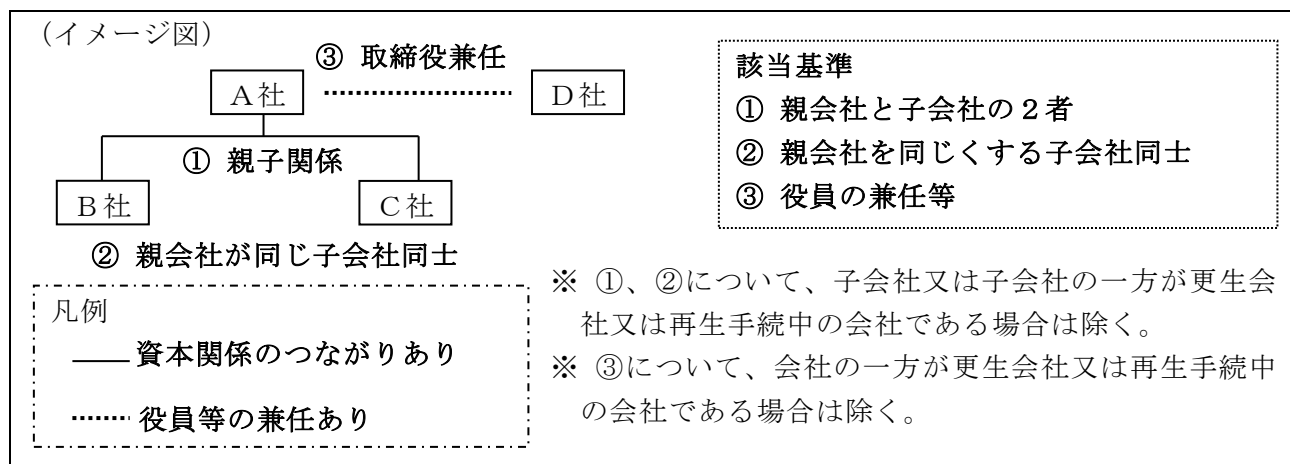 （イメージ図）
③ 取締役兼任
Ａ社
Ｄ社
① 親子関係
Ｂ社
Ｃ社
② 親会社が同じ子会社同士
凡例
資本関係のつながりあり
役員等の兼任あり
該当基準
① 親会社と子会社の２者
② 親会社を同じくする子会社同士
③ 役員の兼任等
※ ①、②について、子会社又は子会社の一方が更生会
社又は再生手続中の会社である場合は除く。
※ ③について、会社の一方が更生会社又は再生手続中
の会社である場合は除く。